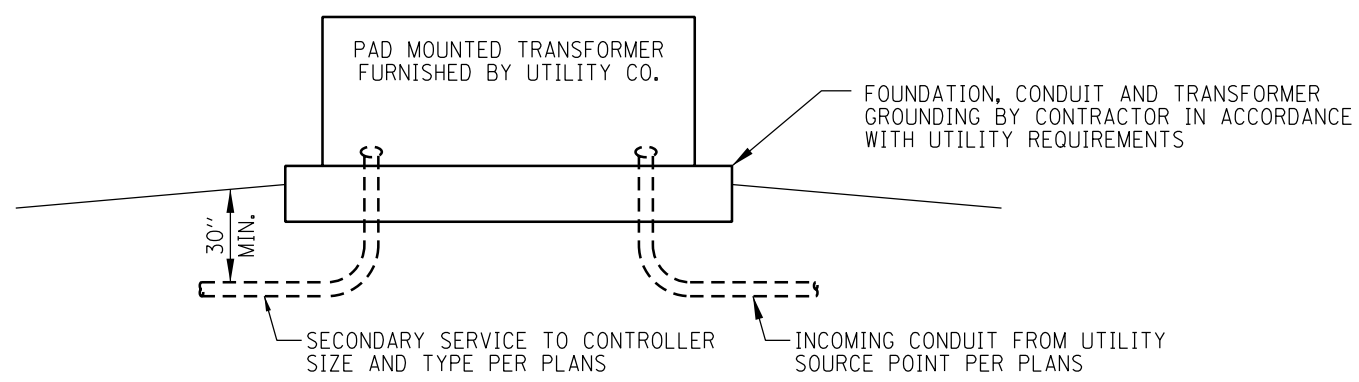 PAD MOUNTED TRANSFORMER
FURNISHED BY UTILITY CO.
FOUNDATION, CONDUIT AND TRANSFORMER
GROUNDING BY CONTRACTOR IN ACCORDANCE
WITH UTILITY REQUIREMENTS
30''
MIN.
SECONDARY SERVICE TO CONTROLLER
SIZE AND TYPE PER PLANS
INCOMING CONDUIT FROM UTILITY
SOURCE POINT PER PLANS